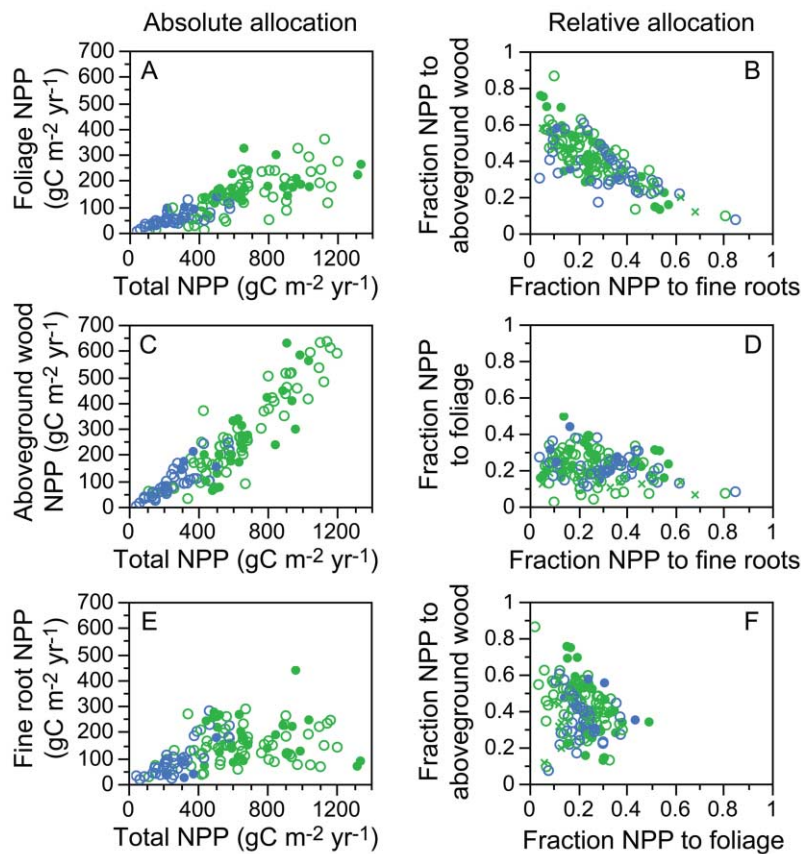 Absolute allocation
Relative allocation
A
Foliage NPP
(gC m-2 yr-1)
700
600
500
400
300
200
100
0
0
400
800
1200
Total NPP (gC m-2 yr-1)
B
Fraction NPP to
aboveground wood
1
0.8
0.6
0.4
0.2
0
0
0.2
0.4
0.6
0.8
1
Fraction NPP to fine roots
C
Aboveground wood
NPP (gC m-2 yr-1)
700
600
500
400
300
200
100
0
0
400
800
1200
Total NPP (gC m-2 yr-1)
D
Fraction NPP
to foliage
1
0.8
0.6
0.4
0.2
0
0
0.2
0.4
0.6
0.8
1
Fraction NPP to fine roots
E
Fine root NPP
(gC m-2 yr-1)
700
600
500
400
300
200
100
0
0
400
800
1200
Total NPP (gC m-2 yr-1)
F
Fraction NPP to
aboveground wood
1
0.8
0.6
0.4
0.2
0
0
0.2
0.4
0.6
0.8
1
Fraction NPP to foliage